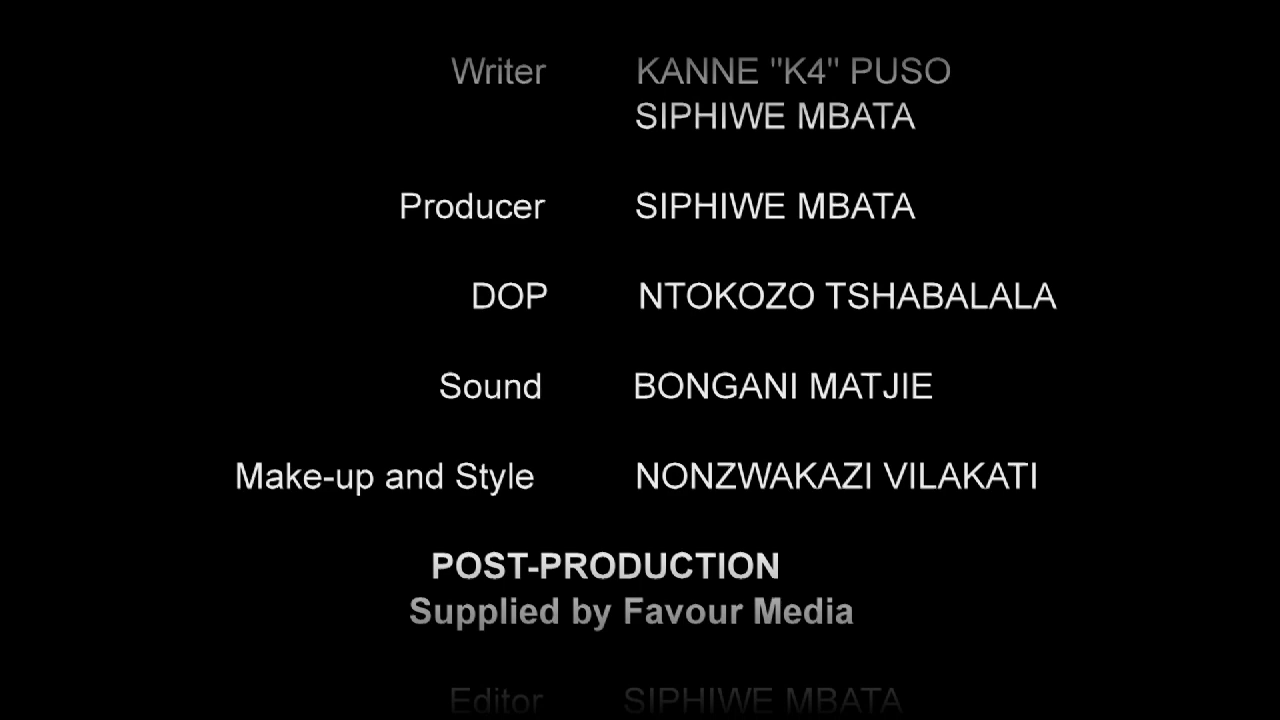 Writer KANNE "K4" PUSO
SIPHIWE MBATA
Producer SIPHIWE MBATA
DOP NTOKOZO TSHABALALA
Sound BONGANI MATJIE
Make-up and Style NONZWAKAZI VILAKATI
POST-PRODUCTION
Supplied by Favour Media
Editor SIPHIWE MBATA